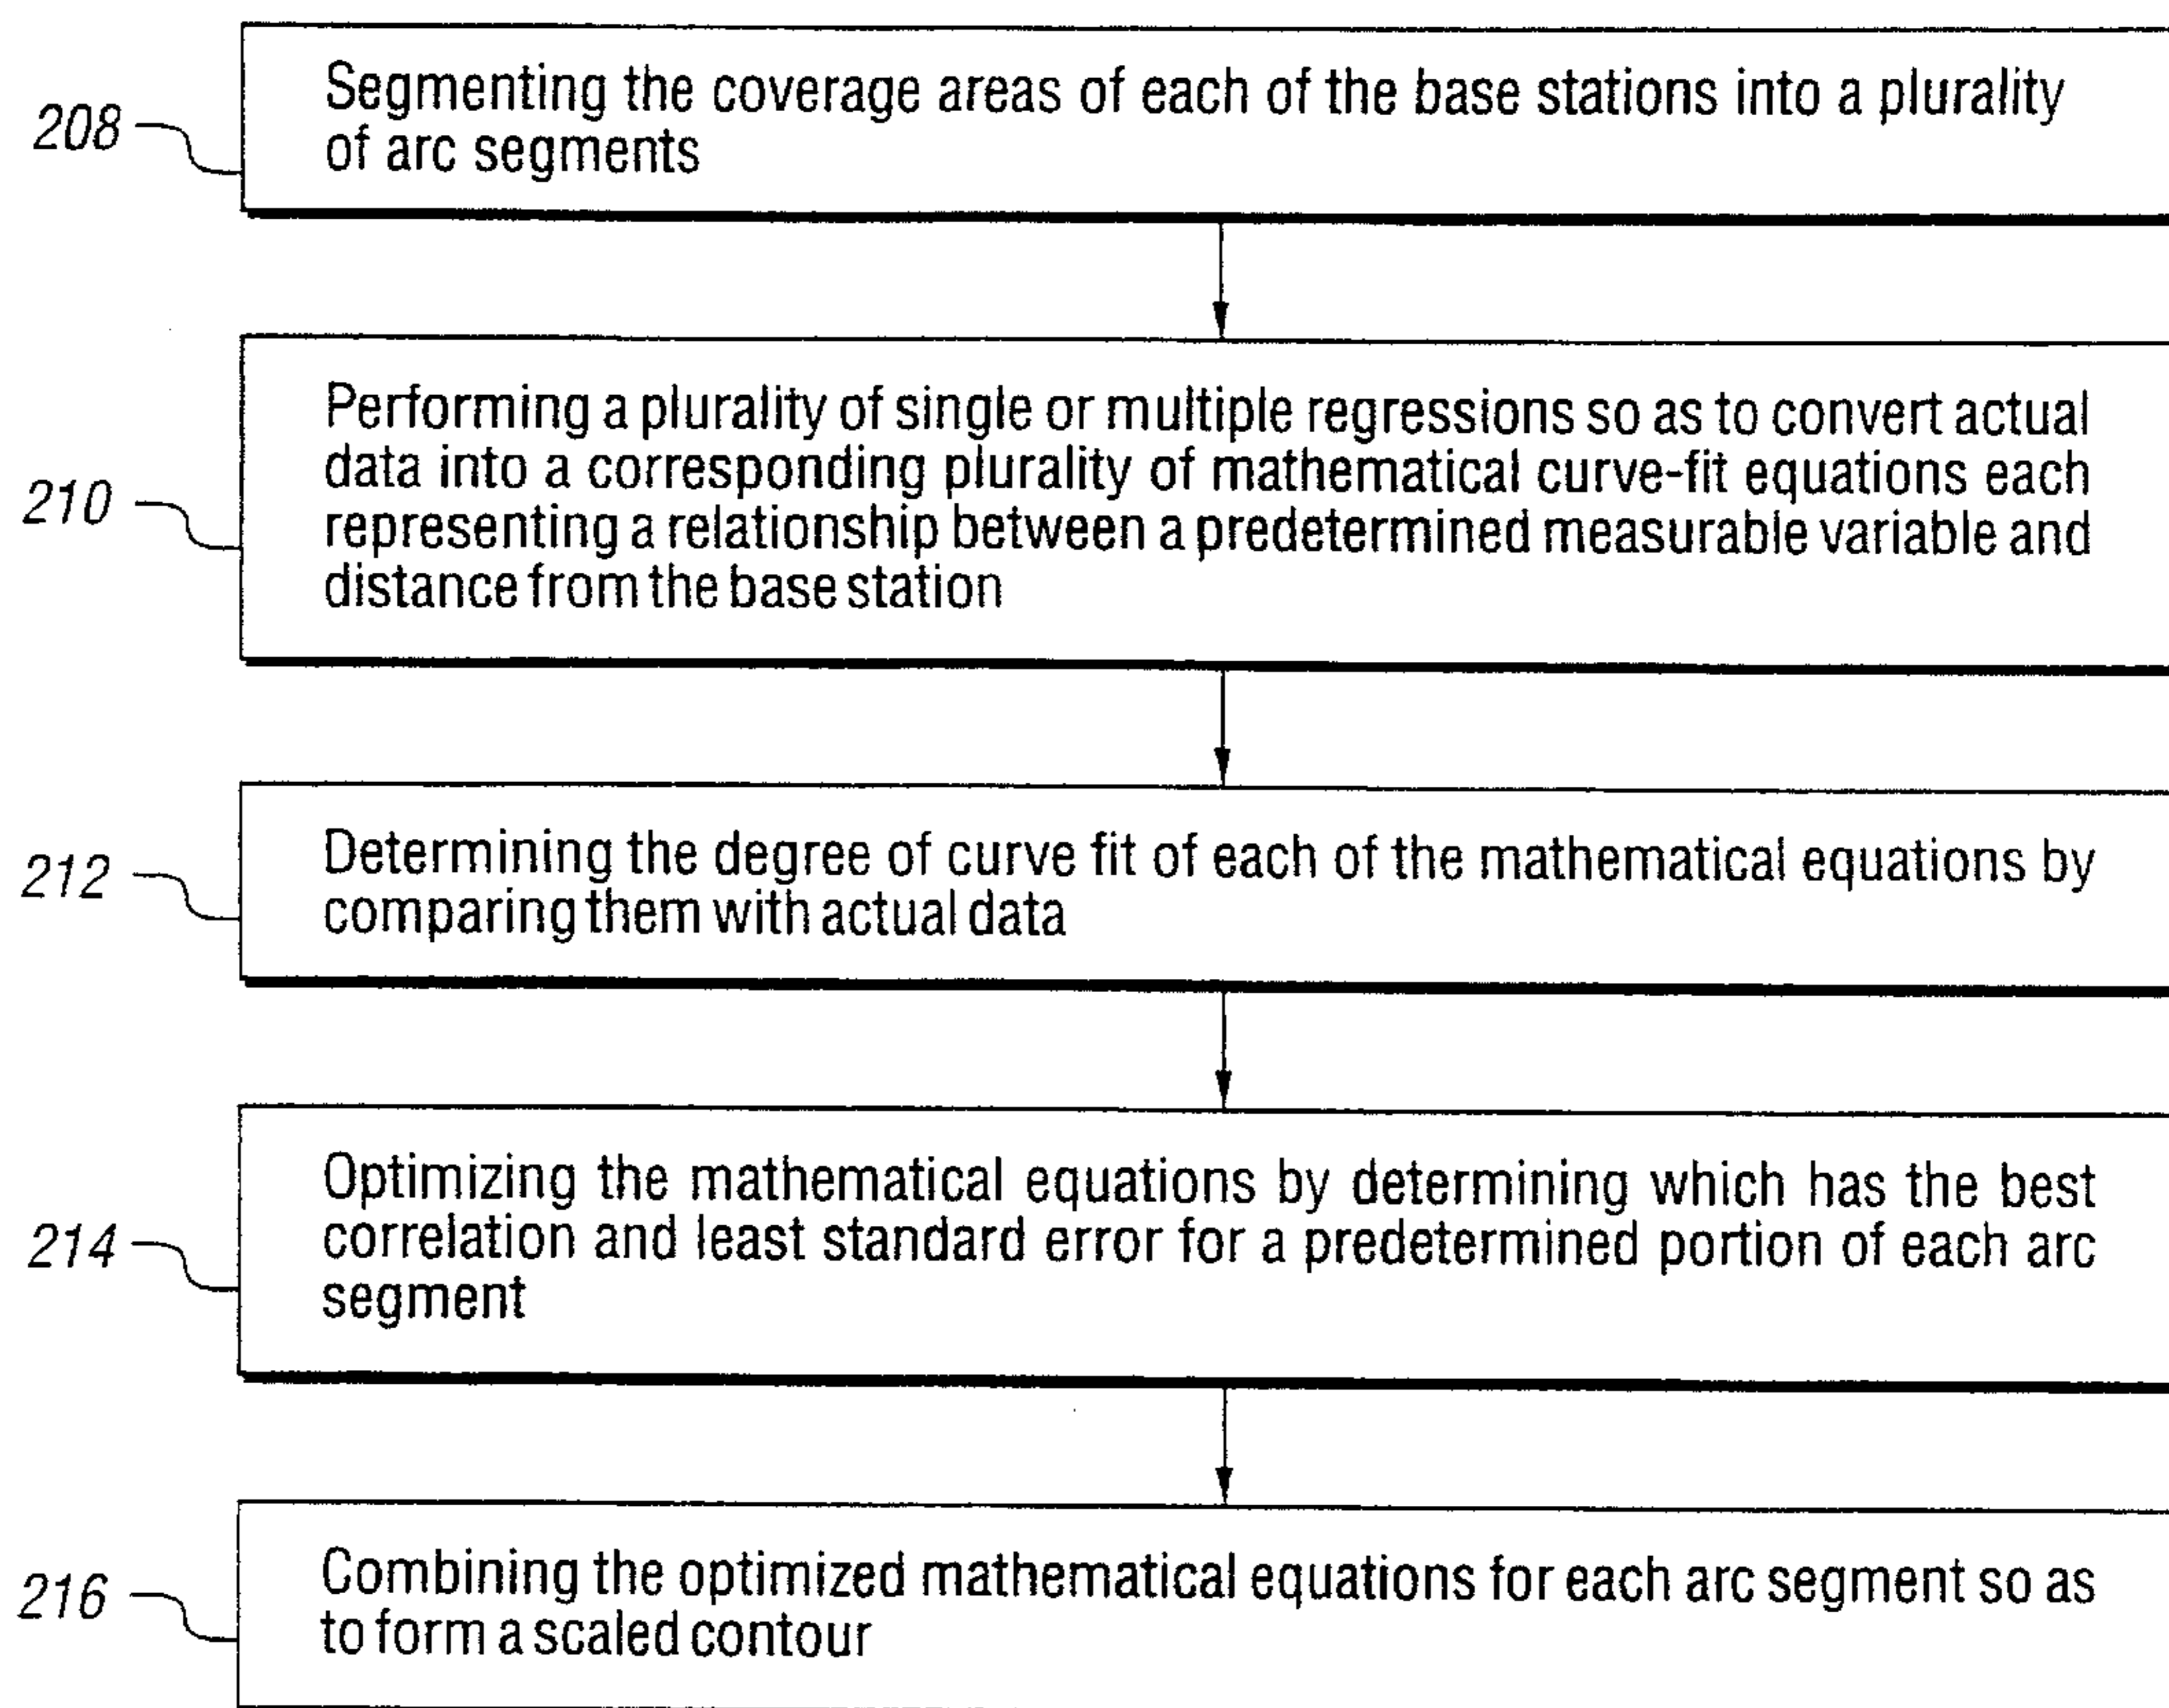 208
Segmenting the coverage areas of each of the base stations into a plurality
of arc segments
210
Performing a plurality of single or multiple regressions so as to convert actual
data into a corresponding plurality of mathematical curve-fit equations each
representing a relationship between a predetermined measurable variable and
distance from the base station
212
Determining the degree of curve fit of each of the mathematical equations by
comparing them with actual data
214
Optimizing the mathematical equations by determining which has the best
correlation and least standard error for a predetermined portion of each arc
segment
216
Combining the optimized mathematical equations for each arc segment so as
to form a scaled contour